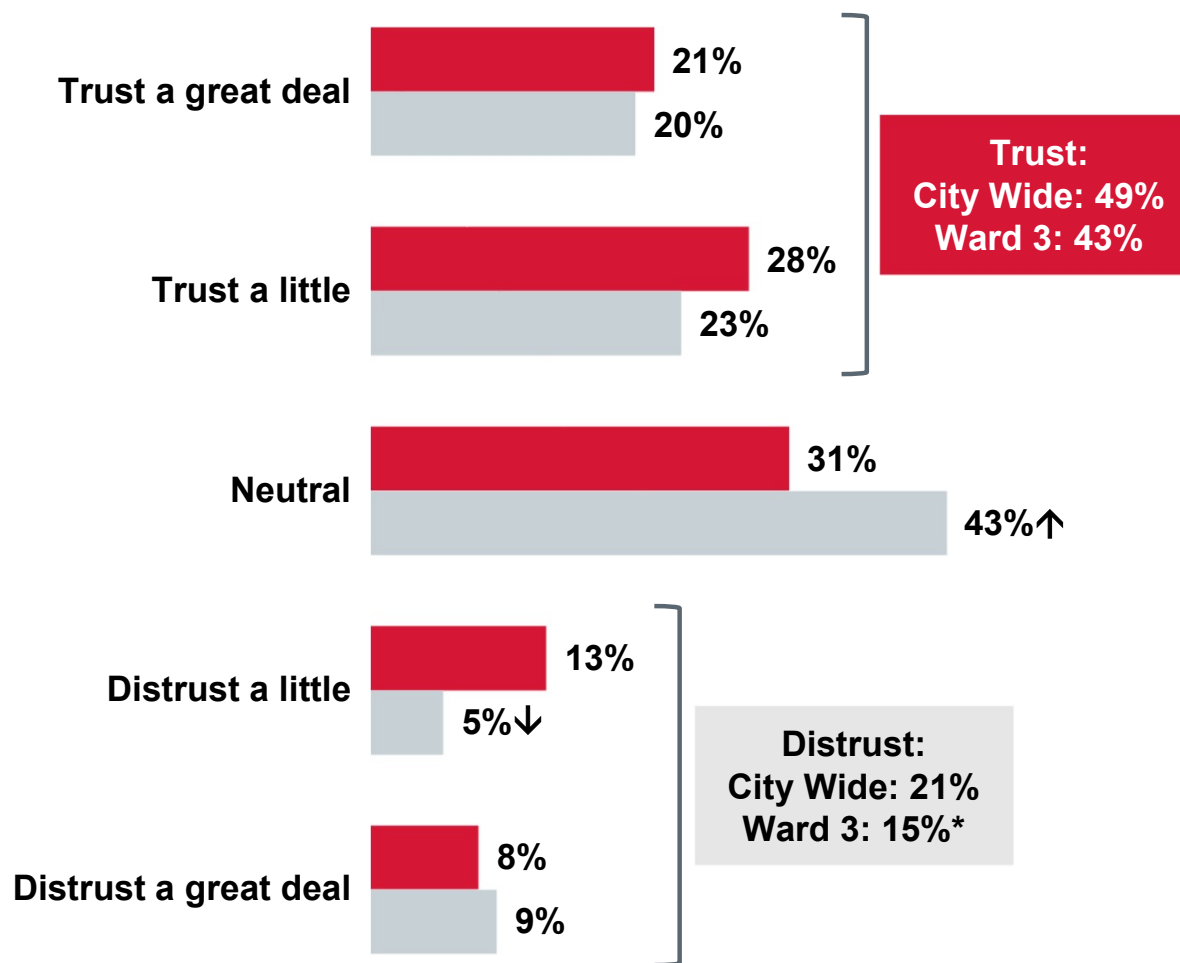 Trust a great deal
21%
20%
Trust:
City Wide: 49%
Ward 3: 43%
Trust a little
28%
23%
Neutral
31%
43%↑
Distrust a little
13%
5%↓
Distrust:
City Wide: 21%
Ward 3: 15%*
Distrust a great deal
8%
9%